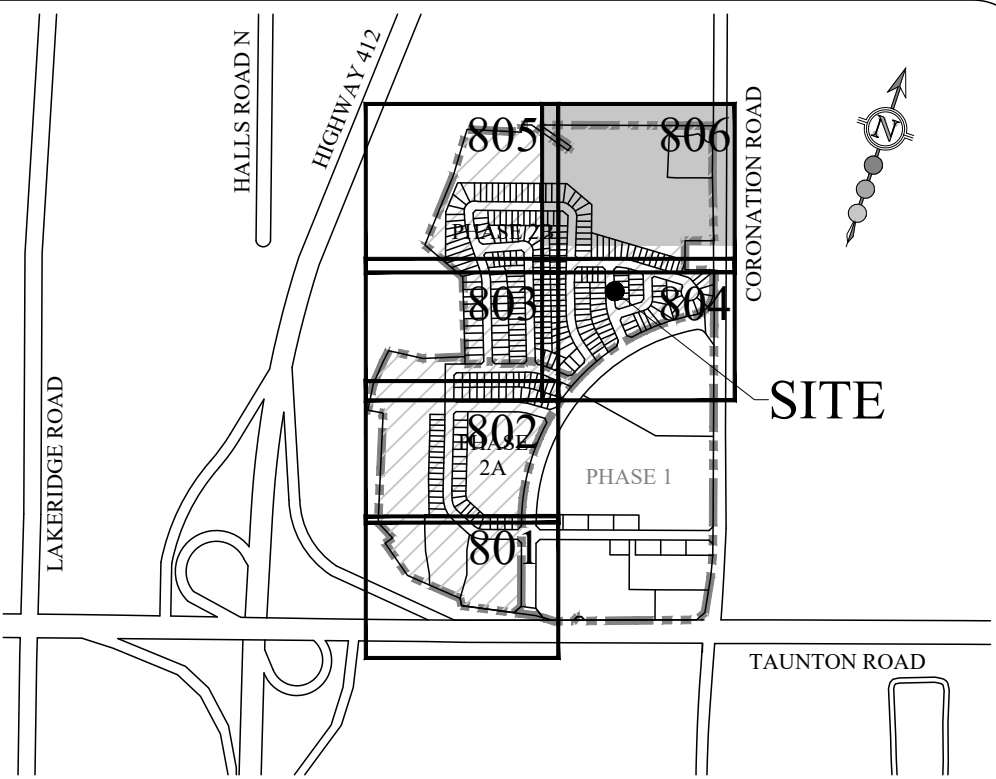 HALLS ROAD N
HIGHWAY 412
805
806
CORONATION ROAD
N
PHASE 2B
803
804
SITE
LAKERIDGE ROAD
802
PHASE
2A
PHASE 1
801
TAUNTON ROAD